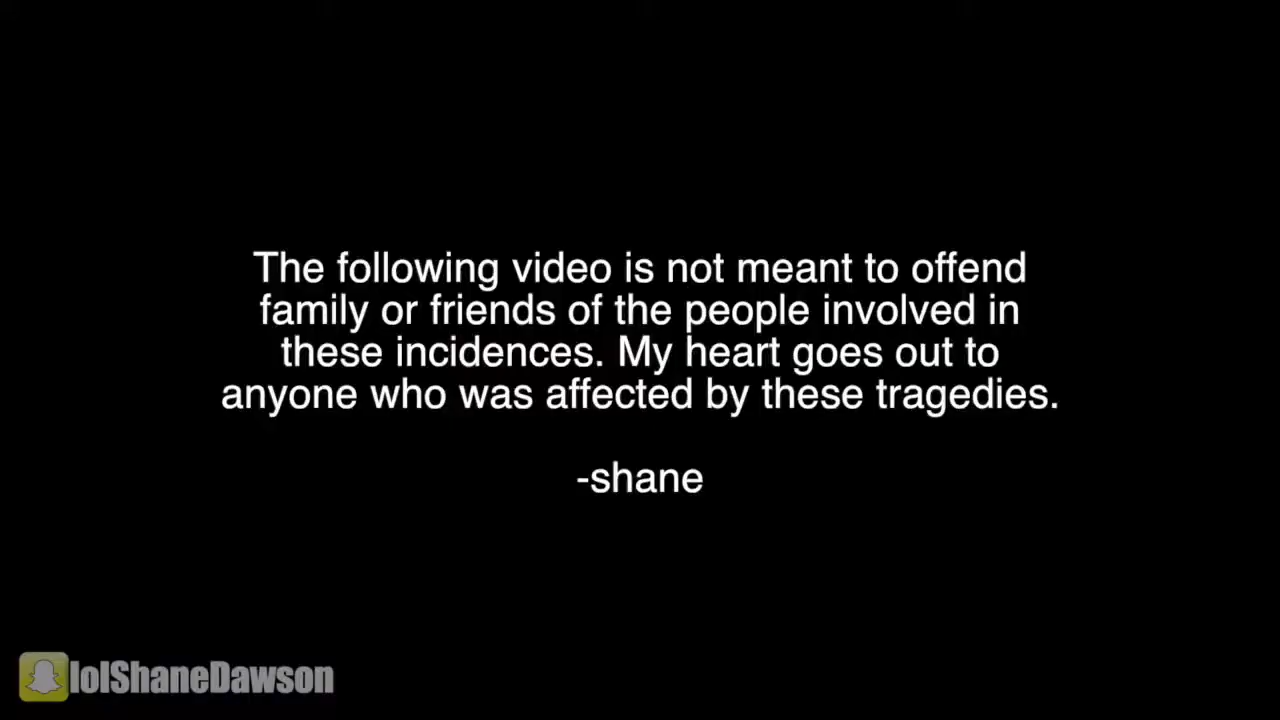 The following video is not meant to offend
family or friends of the people involved in
these incidences. My heart goes out to
anyone who was affected by these tragedies.
-shane
lolShaneDawson